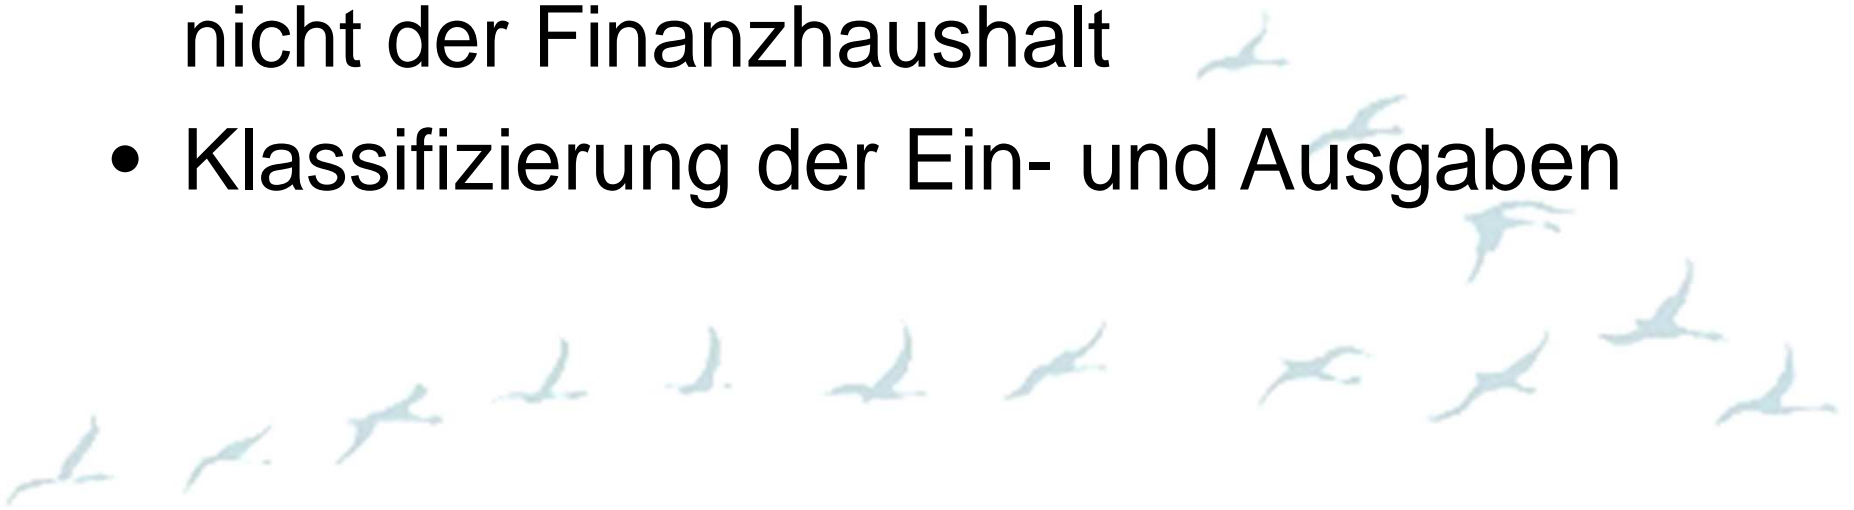 nicht der Finanzhaushalt
• Klassifizierung der Ein- und Ausgaben